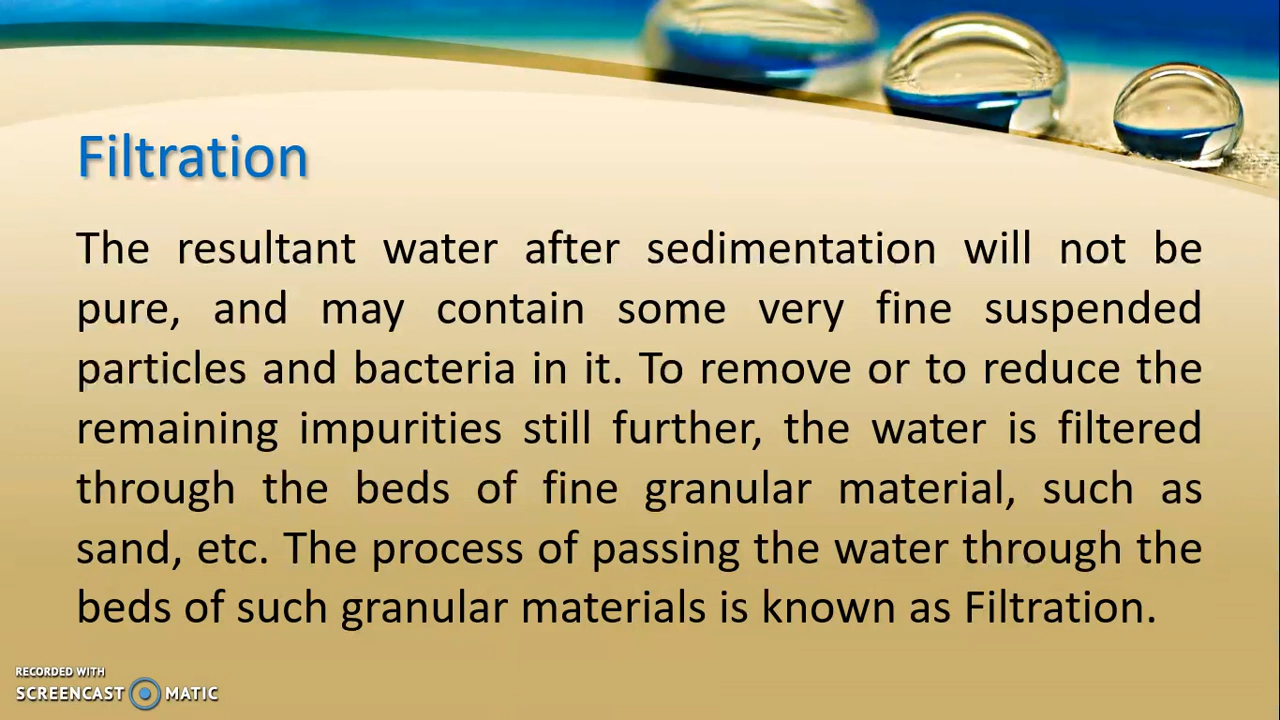 Filtration
The resultant water after sedimentation will not be
pure, and may contain some very fine suspended
particles and bacteria in it. To remove or to reduce the
remaining impurities still further, the water is filtered
through the beds of fine granular material, such as
sand, etc. The process of passing the water through the
beds of such granular materials is known as Filtration.
RECORDED WITH
SCREENCAST MATIC